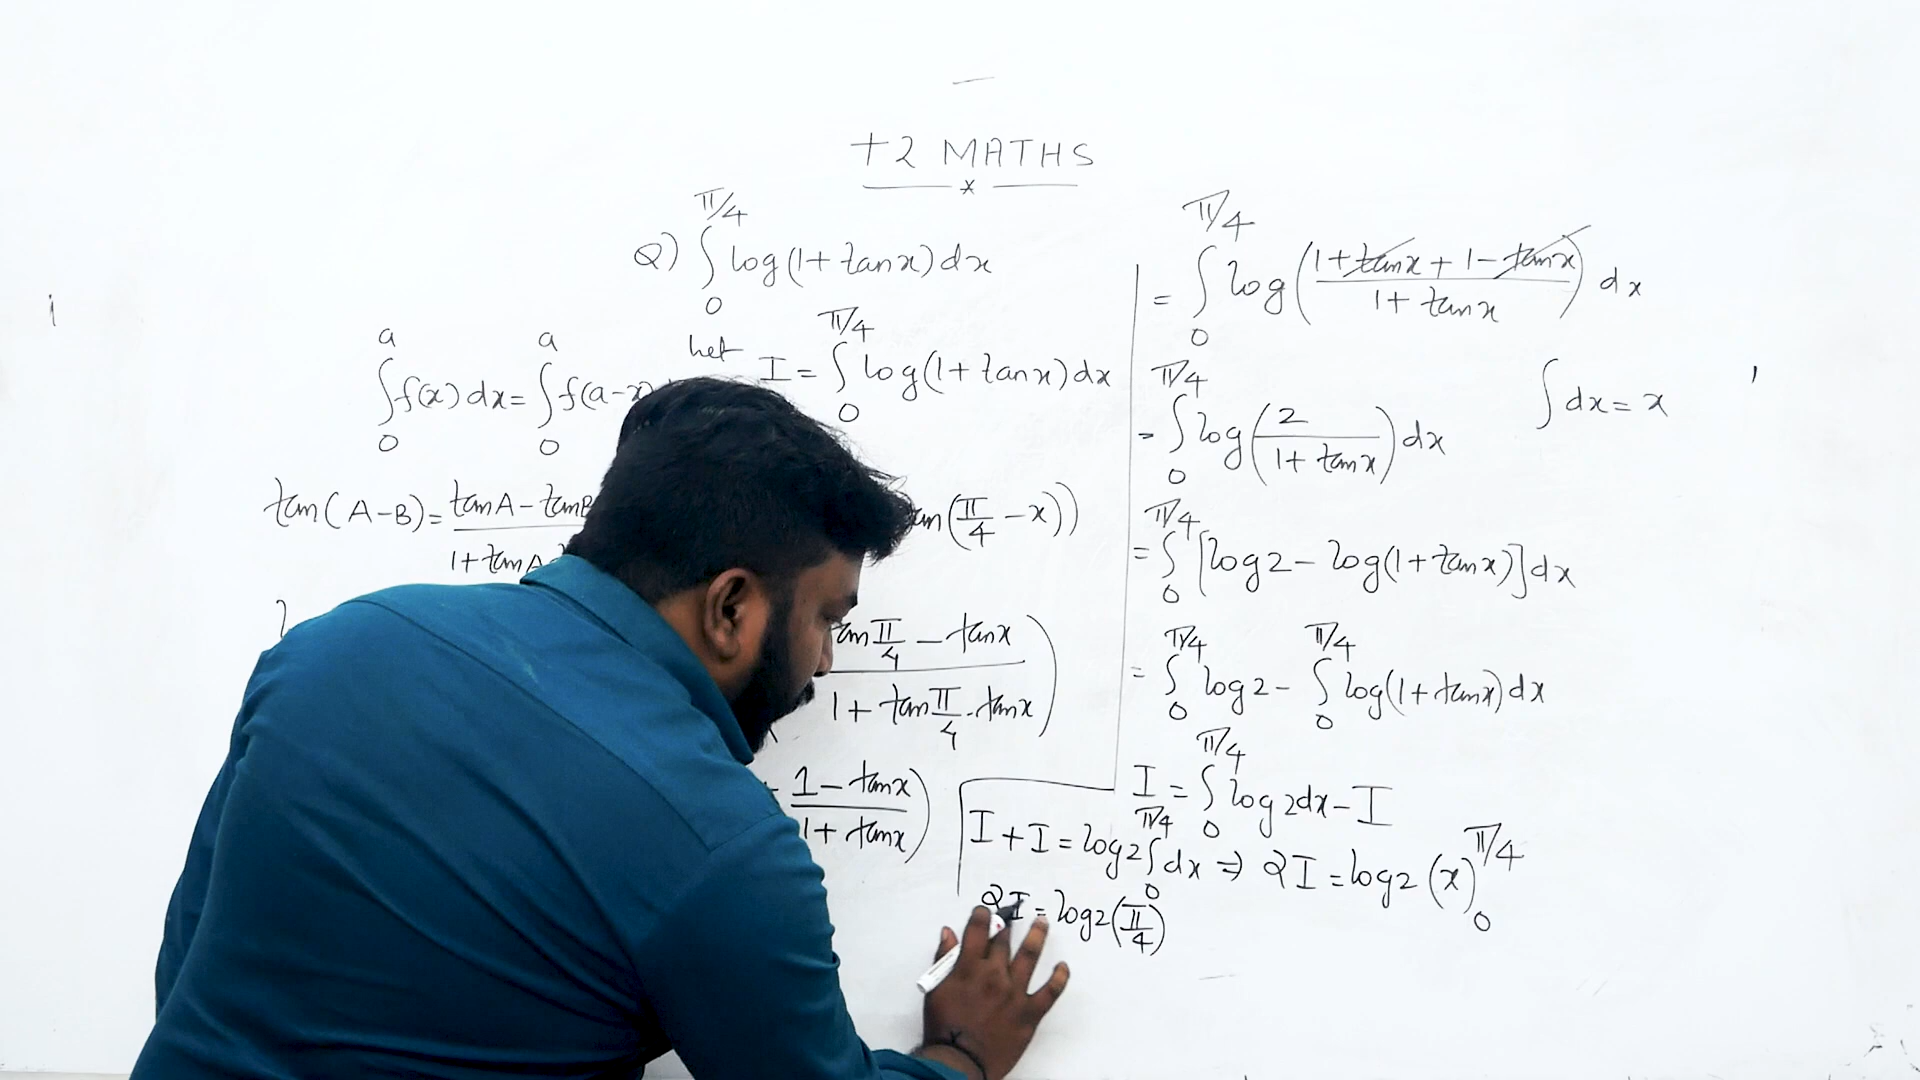 +2 MATHS
Q) ∫₀^π/4 log(1+tanx)dx
∫₀^a f(x)dx = ∫₀^a f(a-x)
Let I = ∫₀^π/4 log(1+tanx)dx
tan(A-B) = (tanA - tanB)/(1+tanA
tan(π/4 - x))
tan π/4 - tanx)/(1 + tan π/4 . tanx)
(1 - tanx)/(1 + tanx))
= ∫₀^π/4 log((1+tanx+1-tanx)/(1+tanx)) dx
= ∫₀^π/4 log(2/(1+tanx)) dx
∫dx = x
= ∫₀^π/4 [log2 - log(1+tanx)]dx
= ∫₀^π/4 log2 - ∫₀^π/4 log(1+tanx)dx
I = ∫₀^π/4 log2dx - I
I + I = log2 ∫₀^π/4 dx ⇒ 2I = log2 (x)₀^π/4
2I = log2(π/4)